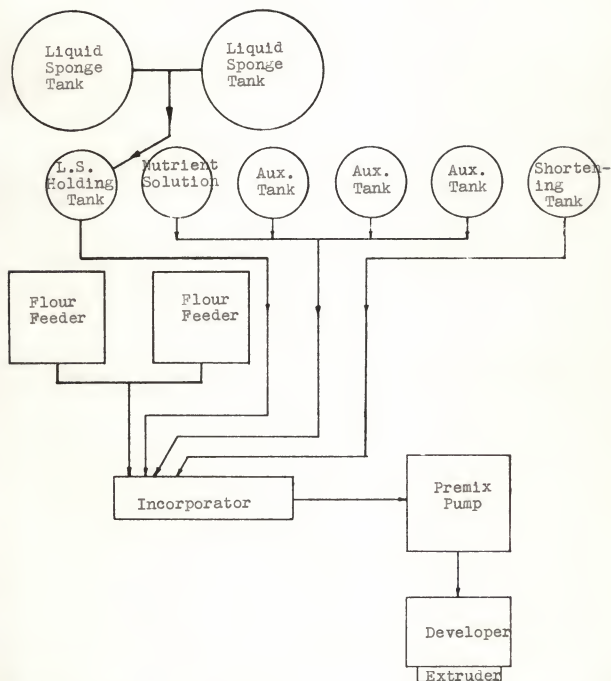 Liquid
Sponge
Tank
Liquid
Sponge
Tank
L.S.
Holding
Tank
Nutrient
Solution
Aux.
Tank
Aux.
Tank
Aux.
Tank
Shorten-
ing
Tank
Flour
Feeder
Flour
Feeder
Incorporator
Premix
Pump
Developer
Extruder